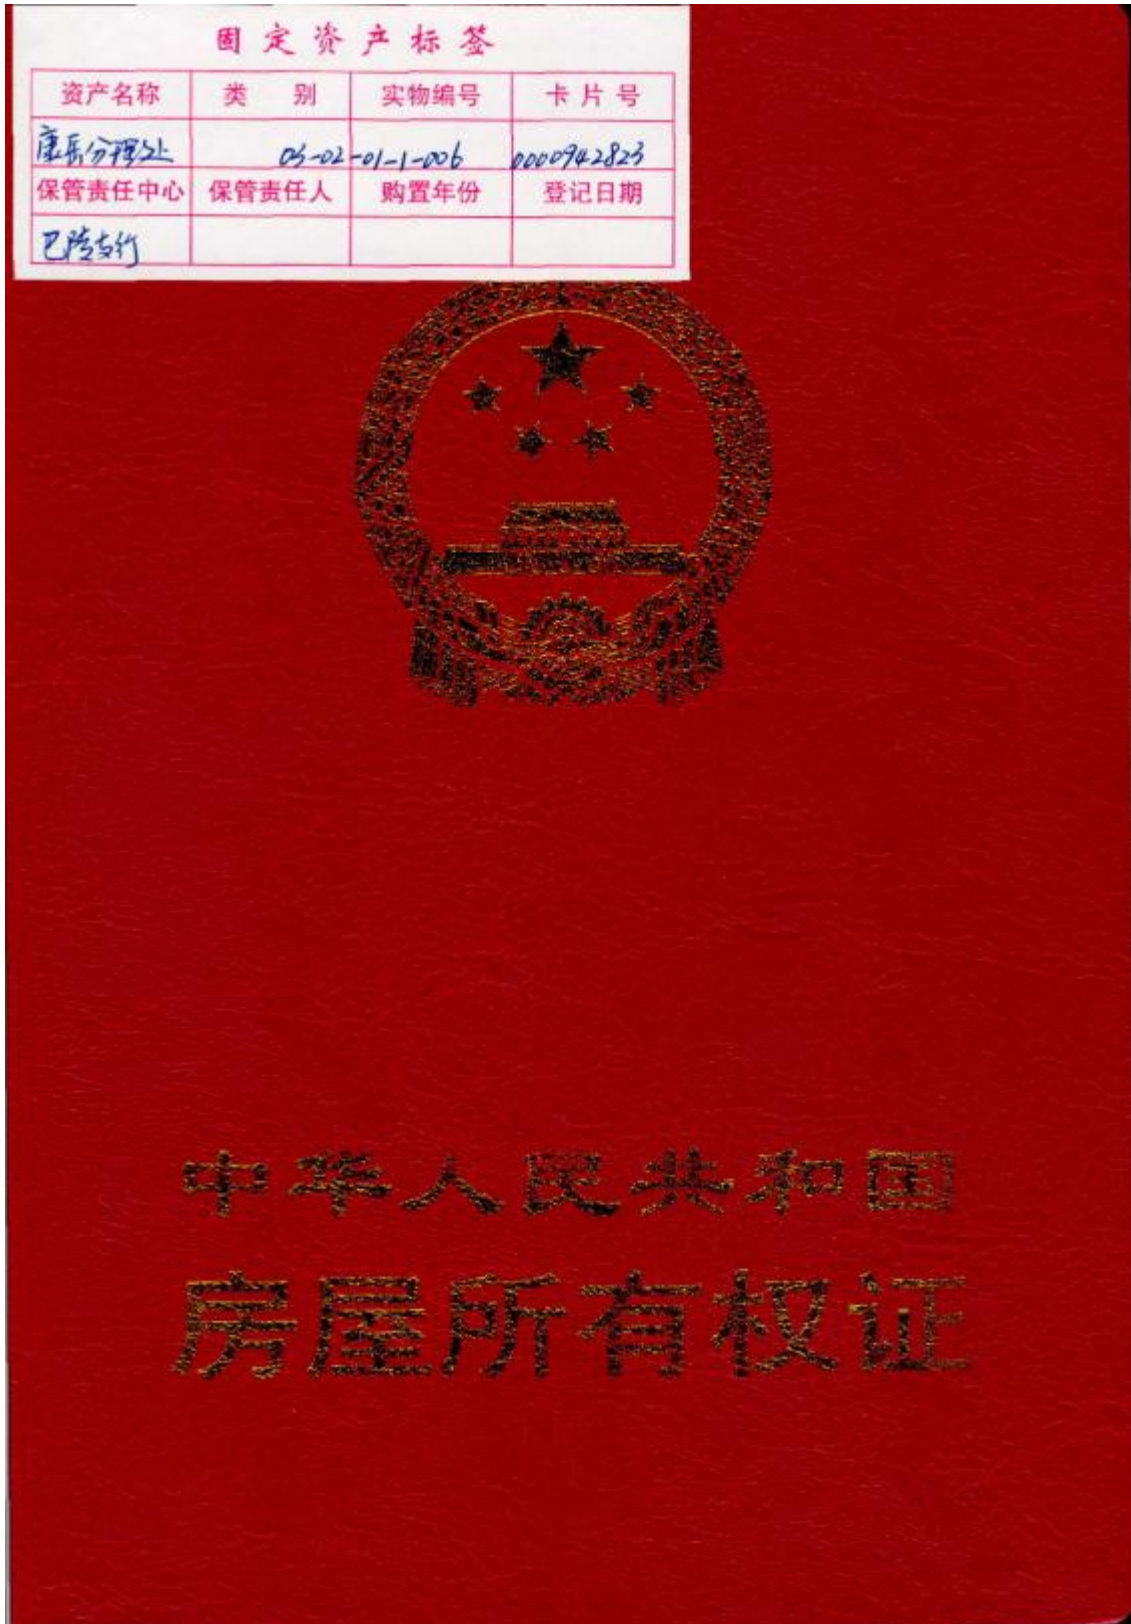 固定资产标签
资产名称 类 别 实物编号 卡片号
康岳分理处 05-02-01-1-006 0000942823
保管责任中心 保管责任人 购置年份 登记日期
巴陵支行
中华人民共和国
房屋所有权证